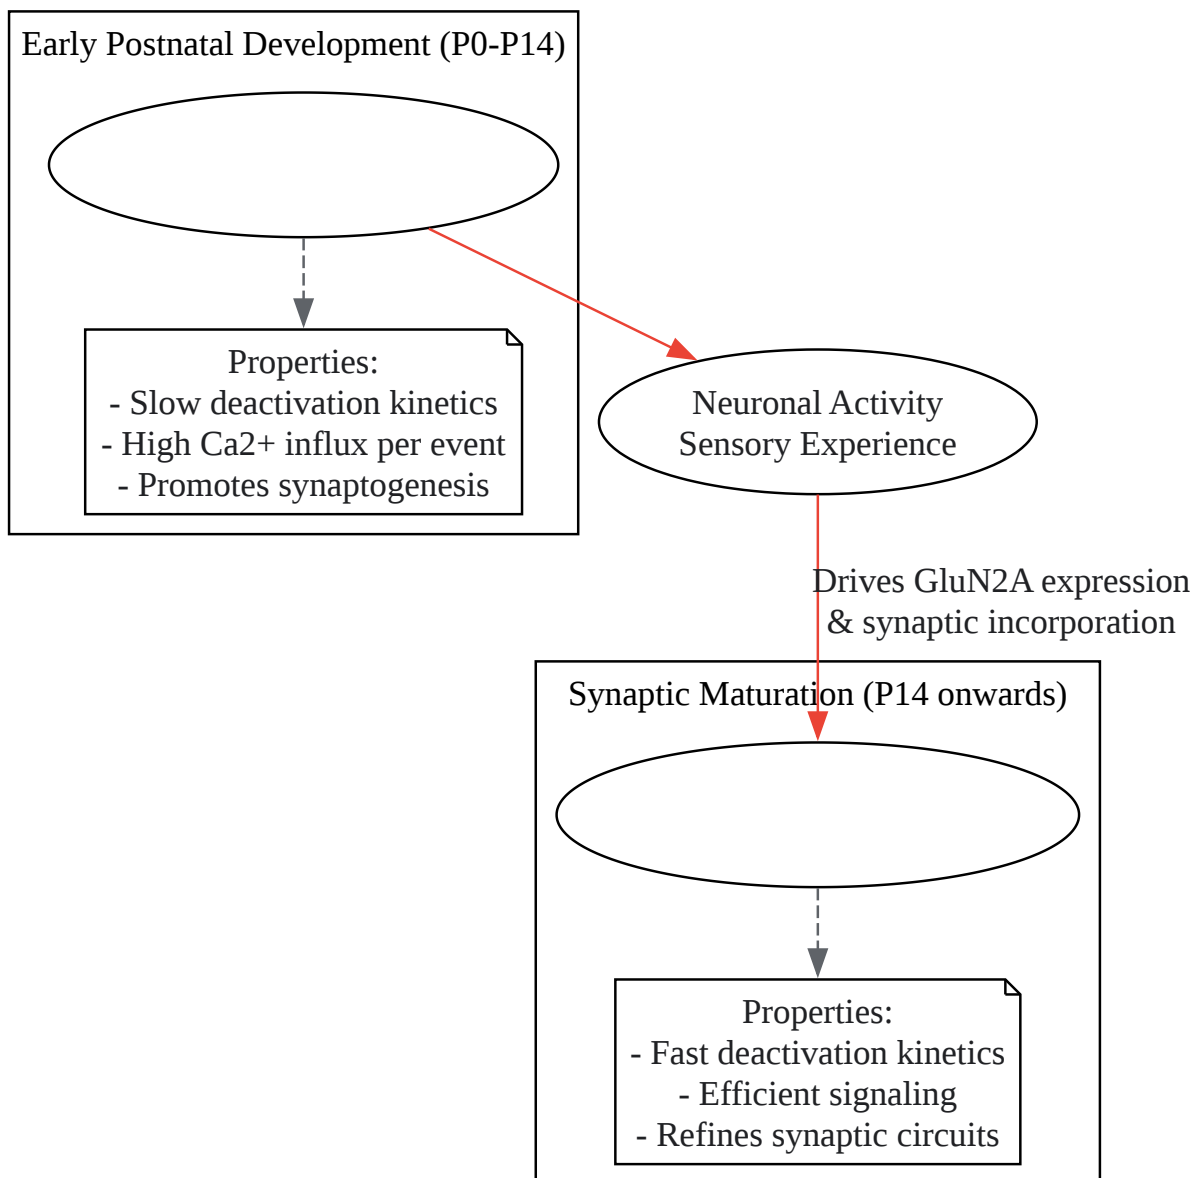 Early Postnatal Development (P0-P14)
Properties:
- Slow deactivation kinetics
- High Ca2+ influx per event
- Promotes synaptogenesis
Neuronal Activity
Sensory Experience
Drives GluN2A expression
& synaptic incorporation
Synaptic Maturation (P14 onwards)
Properties:
- Fast deactivation kinetics
- Efficient signaling
- Refines synaptic circuits